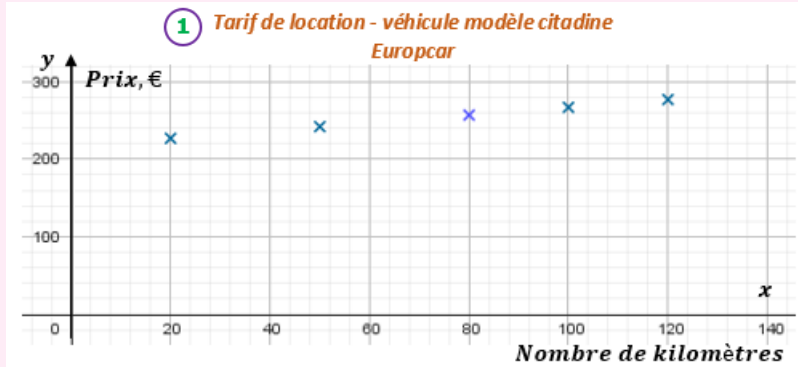 1 Tarif de location - véhicule modèle citadine
Europcar
y
Prix, €
300
200
100
x
0 20 40 60 80 100 120 140
Nombre de kilomètres